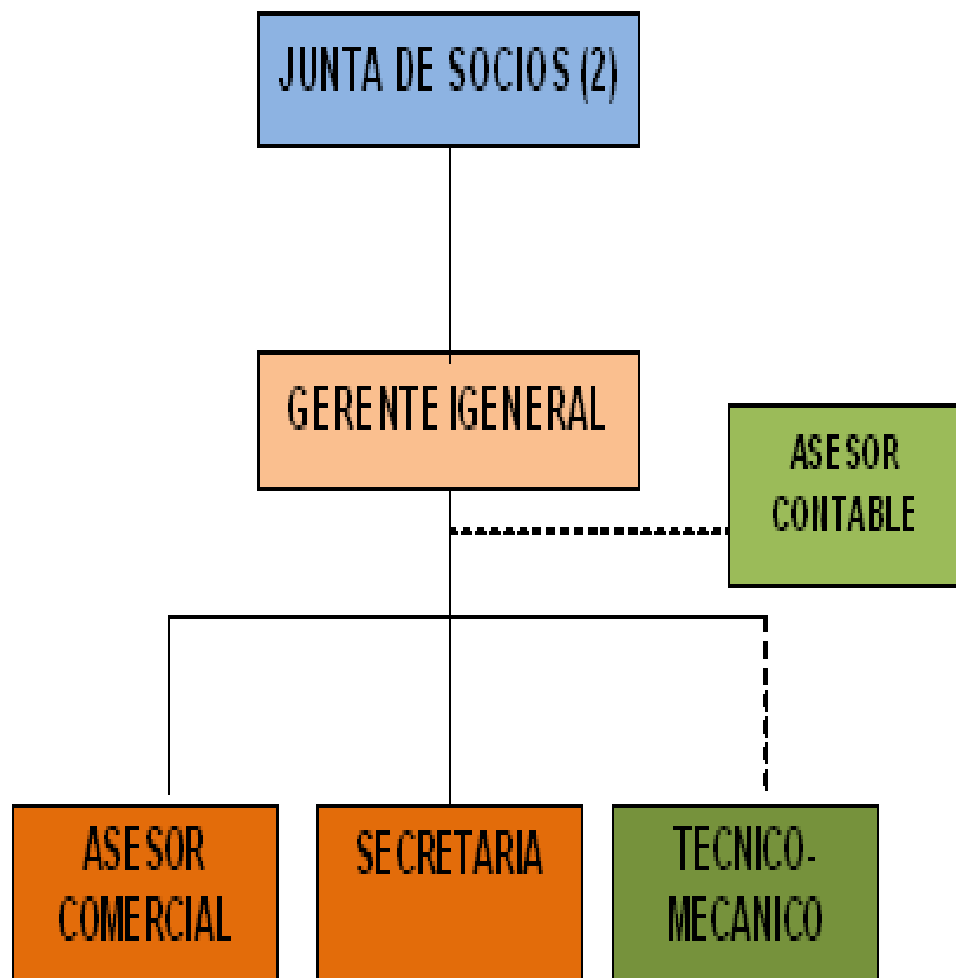 JUNTA DE SOCIOS (2)
GERENTE IGENERAL
ASESOR
CONTABLE
ASESOR
COMERCIAL
SECRETARIA
TECNICO-
MECANICO